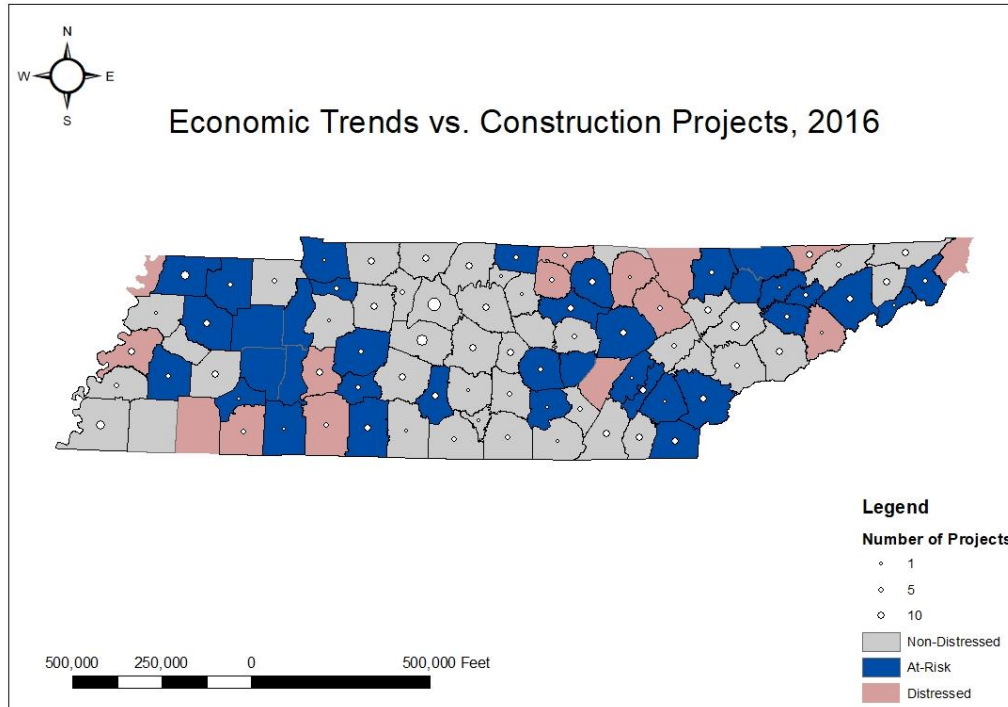 N
W E
S
Economic Trends vs. Construction Projects, 2016
Legend
Number of Projects
1
5
10
Non-Distressed
At-Risk
Distressed
500,000 250,000 0 500,000 Feet